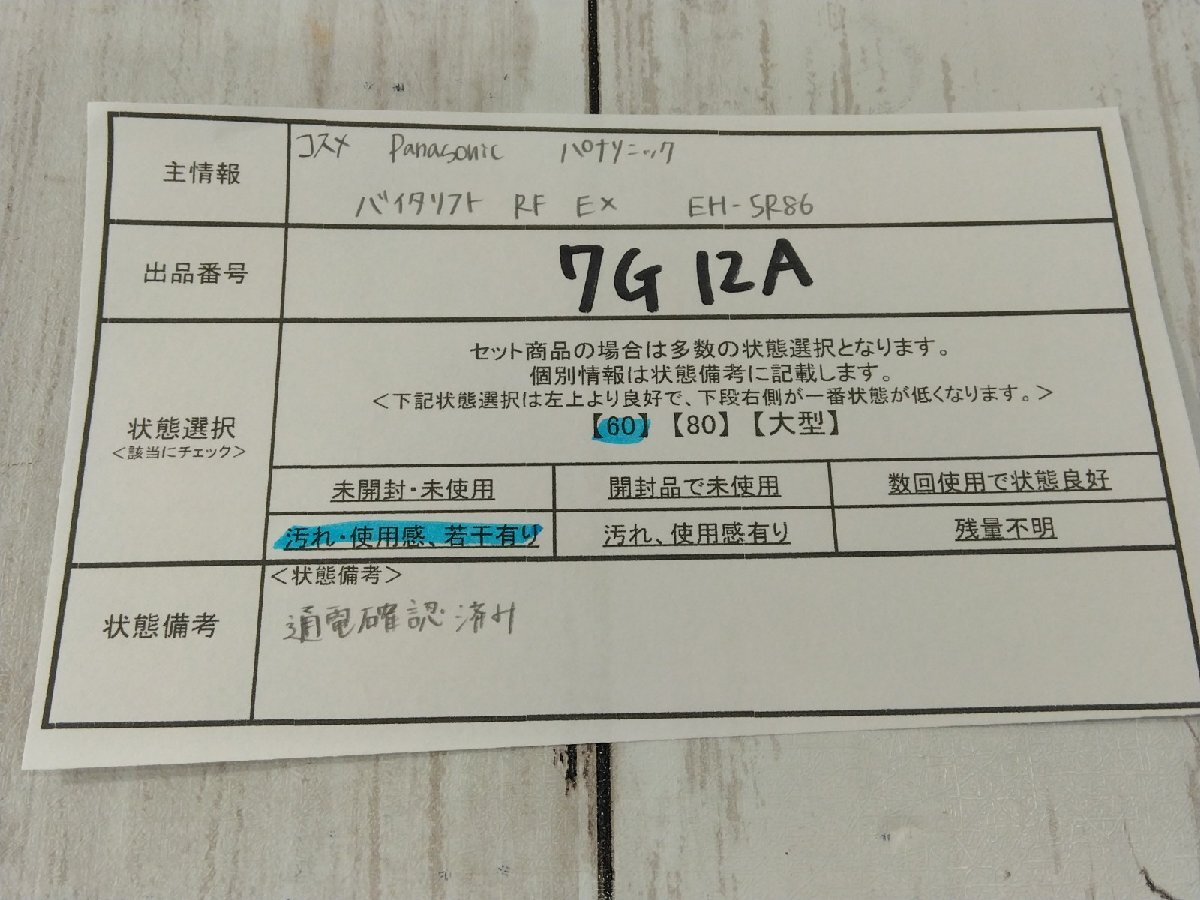 主情報
コスメ Panasonic パナソニック
バイタリフト RF EX EH-SR86
出品番号
7G12A
状態選択
<該当にチェック>
セット商品の場合は多数の状態選択となります。
個別情報は状態備考に記載します。
<下記状態選択は左上より良好で、下段右側が一番状態が低くなります。>
【60】【80】【大型】
未開封・未使用
開封品で未使用
数回使用で状態良好
汚れ・使用感、若干有り
汚れ、使用感有り
残量不明
状態備考
<状態備考>
通電確認済み